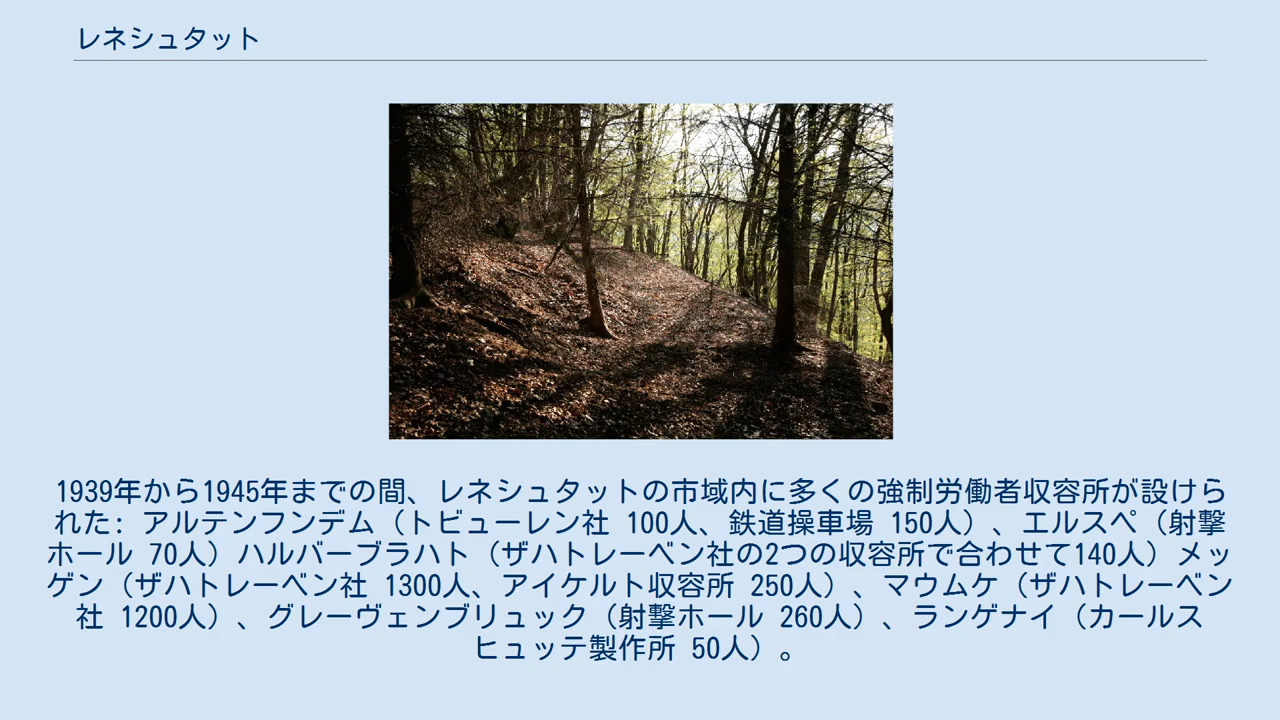 レネシュタット
1939年から1945年までの間、レネシュタットの市域内に多くの強制労働者収容所が設けら
れた: アルテンフンデム（トビューレン社 100人、鉄道操車場 150人）、エルスペ（射撃
ホール 70人）ハルバーブラハト（ザハトレーベン社の2つの収容所で合わせて140人）メッ
ゲン（ザハトレーベン社 1300人、アイケルト収容所 250人）、マウムケ（ザハトレーベン
社 1200人）、グレーヴェンブリュック（射撃ホール 260人）、ランゲナイ（カールス
ヒュッテ製作所 50人）。